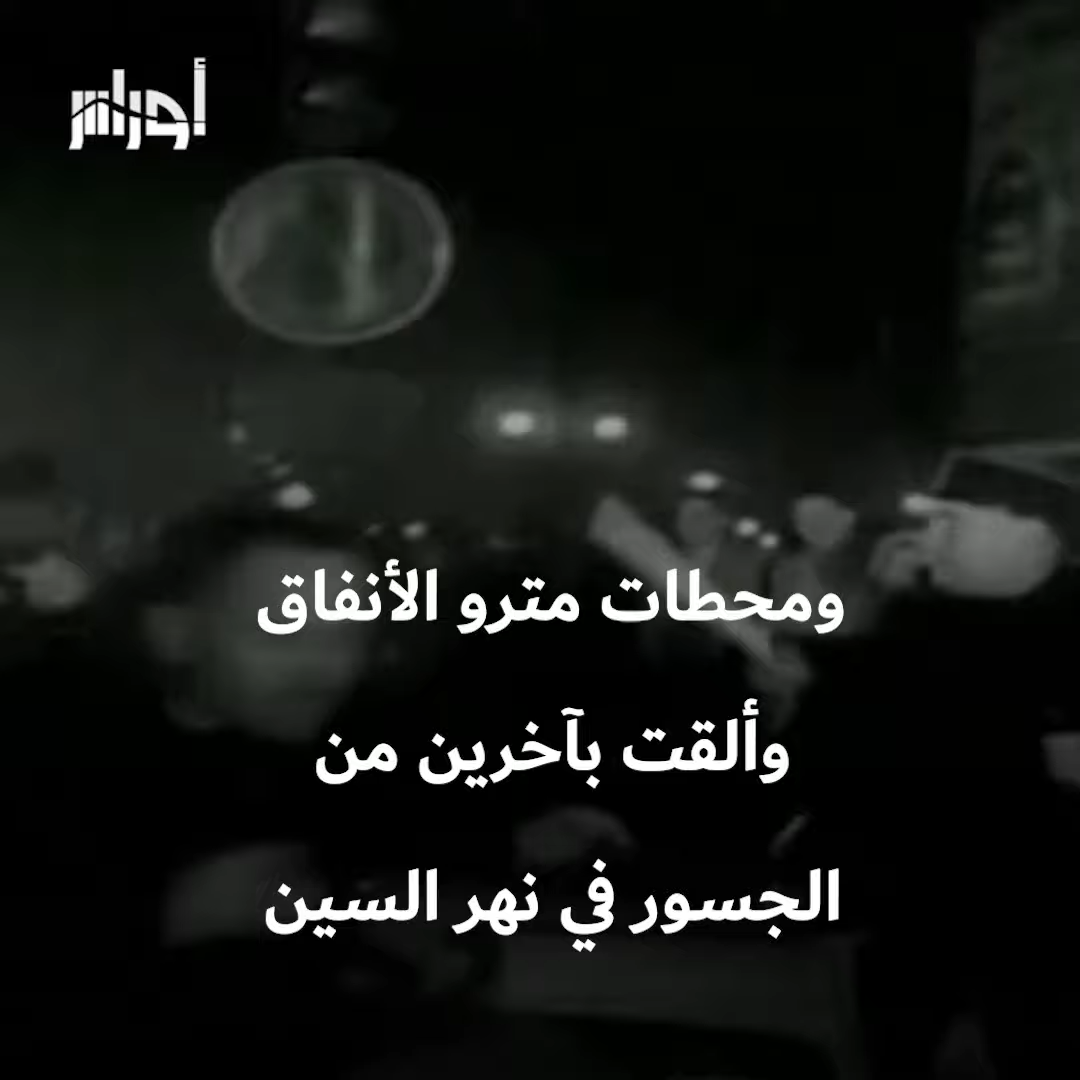 أوراس
ومحطات مترو الأنفاق
وألقت بآخرين من
الجسور في نهر السين